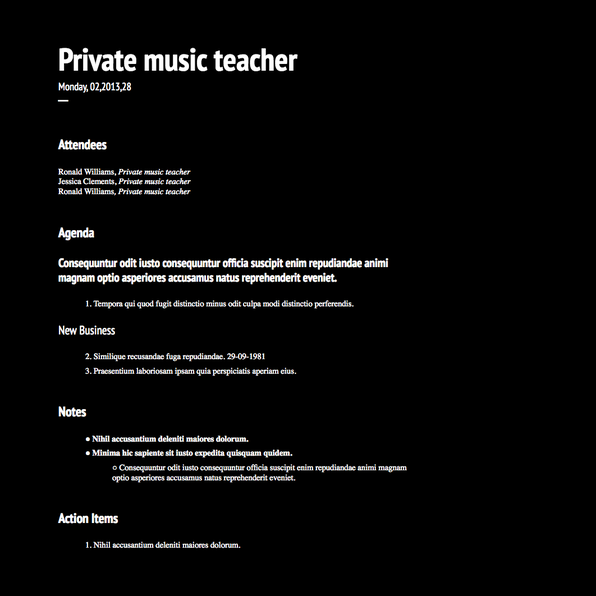 Private music teacher
Monday, 02,2013,28
—
Attendees
Ronald Williams, Private music teacher
Jessica Clements, Private music teacher
Ronald Williams, Private music teacher
Agenda
Consequuntur odit iusto consequuntur officia suscipit enim repudiandae animi
magnam optio asperiores accusamus natus reprehenderit eveniet.
1. Tempora qui quod fugit distinctio minus odit culpa modi distinctio perferendis.
New Business
2. Similique recusandae fuga repudiandae. 29-09-1981
3. Praesentium laboriosam ipsam quia perspiciatis aperiam eius.
Notes
● Nihil accusantium deleniti maiores dolorum.
● Minima hic sapiente sit iusto expedita quisquam quidem.
○ Consequuntur odit iusto consequuntur officia suscipit enim repudiandae animi magnam
optio asperiores accusamus natus reprehenderit eveniet.
Action Items
1. Nihil accusantium deleniti maiores dolorum.